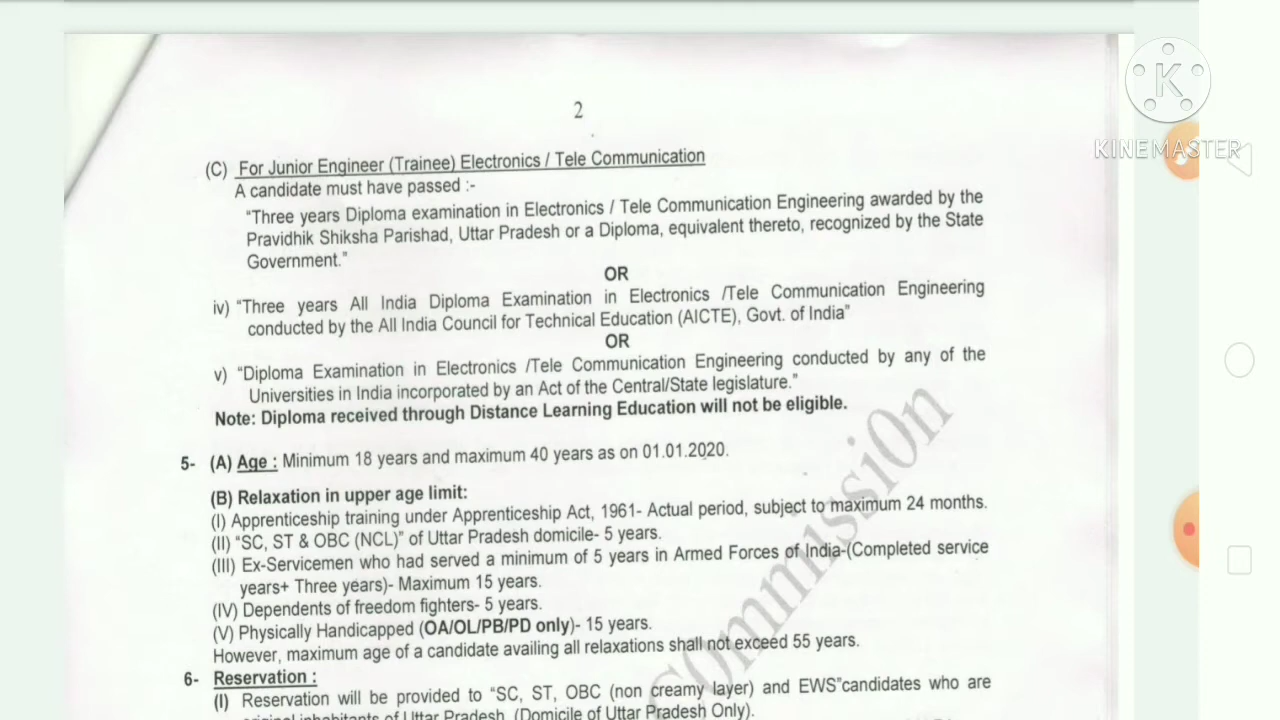 2
(C) For Junior Engineer (Trainee) Electronics / Tele Communication
A candidate must have passed :-
"Three years Diploma examination in Electronics / Tele Communication Engineering awarded by the
Pravidhik Shiksha Parishad, Uttar Pradesh or a Diploma, equivalent thereto, recognized by the State
Government."
OR
iv) "Three years All India Diploma Examination in Electronics /Tele Communication Engineering
conducted by the All India Council for Technical Education (AICTE), Govt. of India"
OR
v) "Diploma Examination in Electronics /Tele Communication Engineering conducted by any of the
Universities in India incorporated by an Act of the Central/State legislature."
Note: Diploma received through Distance Learning Education will not be eligible.
5- (A) Age : Minimum 18 years and maximum 40 years as on 01.01.2020.
(B) Relaxation in upper age limit:
(I) Apprenticeship training under Apprenticeship Act, 1961- Actual period, subject to maximum 24 months.
(II) "SC, ST & OBC (NCL)" of Uttar Pradesh domicile- 5 years.
(III) Ex-Servicemen who had served a minimum of 5 years in Armed Forces of India-(Completed service
years+ Three years)- Maximum 15 years.
(IV) Dependents of freedom fighters- 5 years.
(V) Physically Handicapped (OA/OL/PB/PD only)- 15 years.
However, maximum age of a candidate availing all relaxations shall not exceed 55 years.
6- Reservation :
(I) Reservation will be provided to "SC, ST, OBC (non creamy layer) and EWS"candidates who are
original inhabitants of Uttar Pradesh (Domicile of Uttar Pradesh Only).
C0mmissi0n
K
KINEMASTER